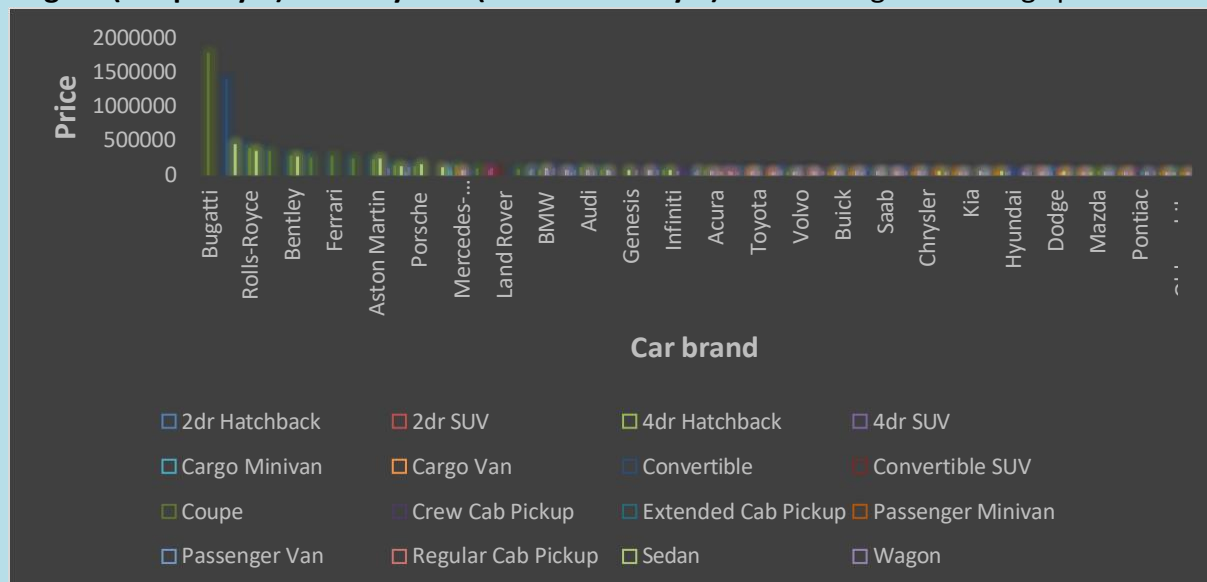 2000000
1500000
1000000
500000
0
Price
Bugatti
Rolls-Royce
Bentley
Ferrari
Aston Martin
Porsche
Mercedes-...
Land Rover
BMW
Audi
Genesis
Infiniti
Acura
Toyota
Volvo
Buick
Saab
Chrysler
Kia
Hyundai
Dodge
Mazda
Pontiac
Car brand
2dr Hatchback 2dr SUV 4dr Hatchback 4dr SUV
Cargo Minivan Cargo Van Convertible Convertible SUV
Coupe Crew Cab Pickup Extended Cab Pickup Passenger Minivan
Passenger Van Regular Cab Pickup Sedan Wagon